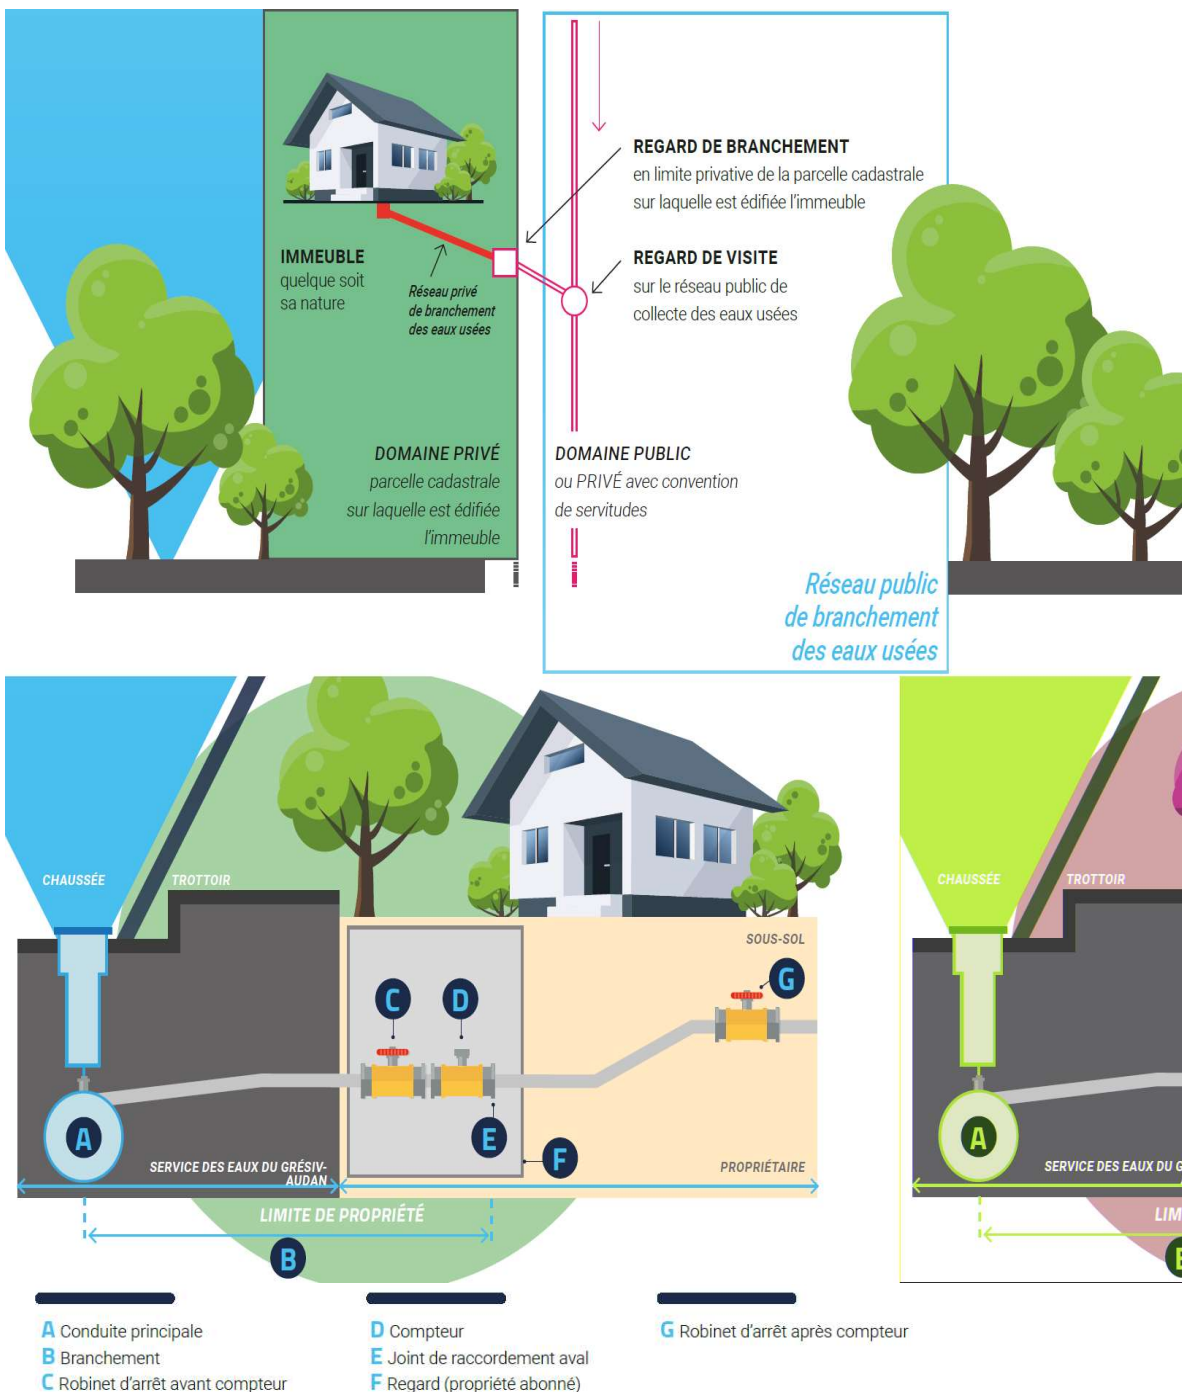 REGARD DE BRANCHEMENT
en limite privative de la parcelle cadastrale
sur laquelle est édifiée l'immeuble
IMMEUBLE
quelque soit
sa nature
Réseau privé
de branchement
des eaux usées
REGARD DE VISITE
sur le réseau public de
collecte des eaux usées
DOMAINE PRIVÉ
parcelle cadastrale
sur laquelle est édifiée
l'immeuble
DOMAINE PUBLIC
ou PRIVÉ avec convention
de servitudes
Réseau public
de branchement
des eaux usées
CHAUSSÉE
TROTTOIR
SOUS-SOL
C
D
G
A
E
F
SERVICE DES EAUX DU GRÉSIV-
AUDAN
PROPRIÉTAIRE
LIMITE DE PROPRIÉTÉ
B
CHAUSSÉE
TROTTOIR
A
SERVICE DES EAUX DU G
LIM
A Conduite principale
B Branchement
C Robinet d'arrêt avant compteur
D Compteur
E Joint de raccordement aval
F Regard (propriété abonné)
G Robinet d'arrêt après compteur